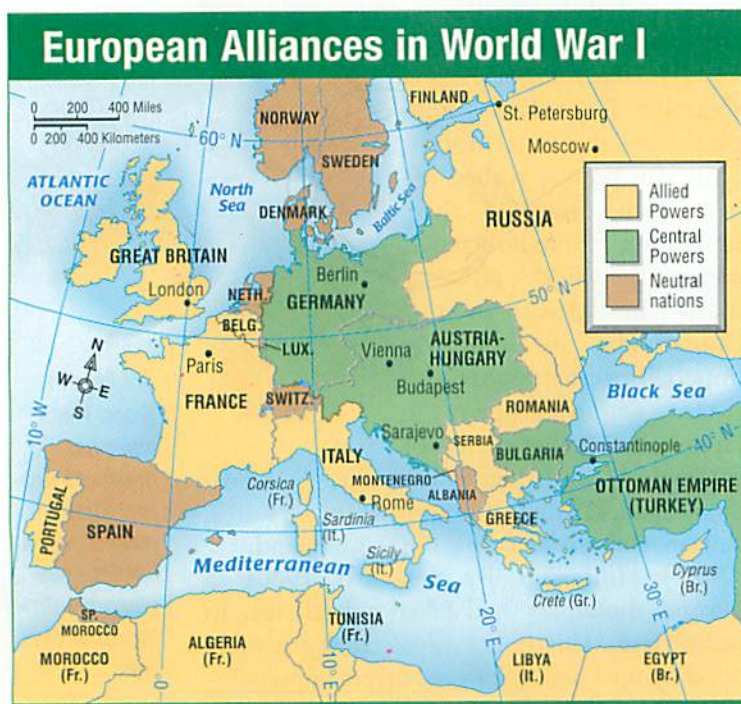 European Alliances in World War I
0 200 400 Miles
0 200 400 Kilometers
60° N
NORWAY
SWEDEN
FINLAND
St. Petersburg
Moscow
ATLANTIC
OCEAN
North
Sea
DENMARK
Baltic Sea
RUSSIA
Allied
Powers
Central
Powers
Neutral
nations
GREAT BRITAIN
London
NETH.
Berlin
GERMANY
50° N
BELG.
LUX.
Paris
Vienna
AUSTRIA-
HUNGARY
Budapest
N
W
E
S
FRANCE
SWITZ.
Black Sea
ROMANIA
10° W
Sarajevo
SERBIA
ITALY
BULGARIA
Constantinople
40° N
MONTENEGRO
ALBANIA
OTTOMAN EMPIRE
(TURKEY)
PORTUGAL
SPAIN
Corsica
(Fr.)
Rome
Sardinia
(It.)
GREECE
Sicily
(It.)
Mediterranean
Sea
Crete (Gr.)
Cyprus
(Br.)
SP.
MOROCCO
MOROCCO
(Fr.)
ALGERIA
(Fr.)
TUNISIA
(Fr.)
LIBYA
(It.)
EGYPT
(Br.)
0°
10° E
20° E
30° E